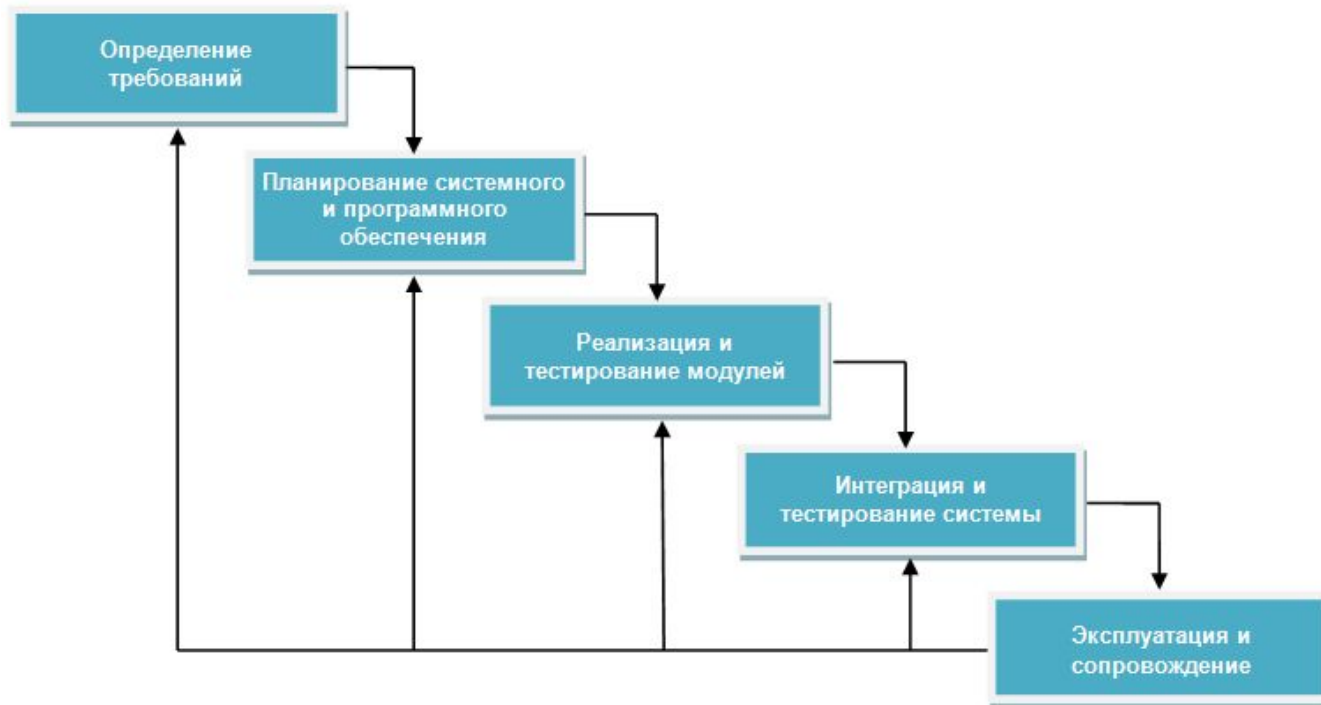 Определение
требований
Планирование системного
и программного
обеспечения
Реализация и
тестирование модулей
Интеграция и
тестирование системы
Эксплуатация и
сопровождение